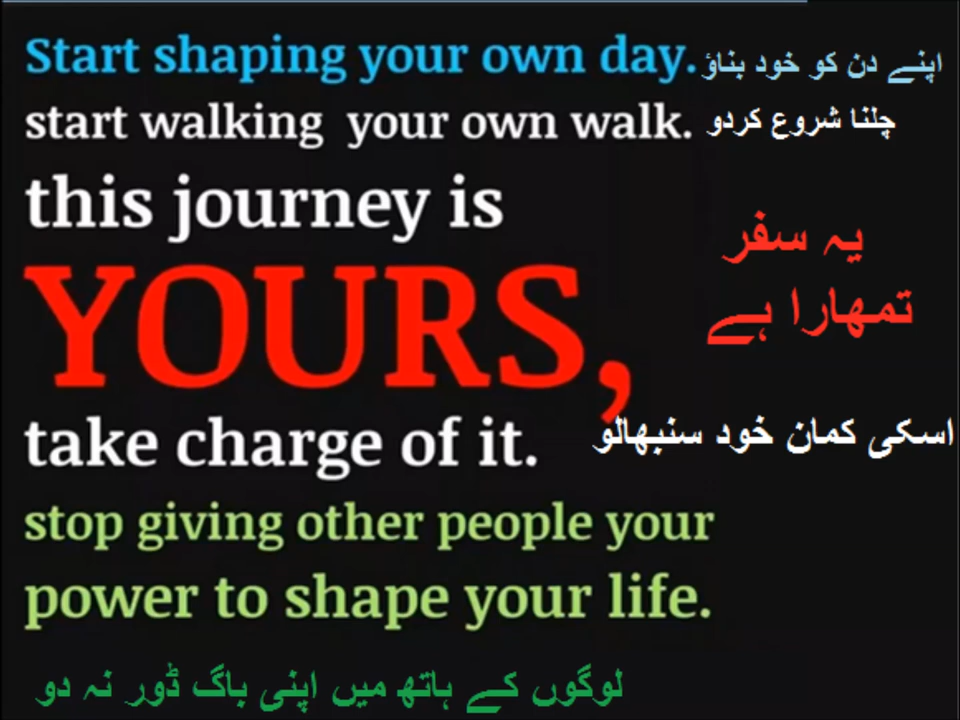 Start shaping your own day. اپنے دن کو خود بناؤ
start walking your own walk. چلنا شروع کردو
this journey is
یہ سفر
YOURS,
تمھارا ہے
take charge of it. اسکی کمان خود سنبھالو
stop giving other people your
power to shape your life.
لوگوں کے ہاتھ میں اپنی باگ ڈور نہ دو